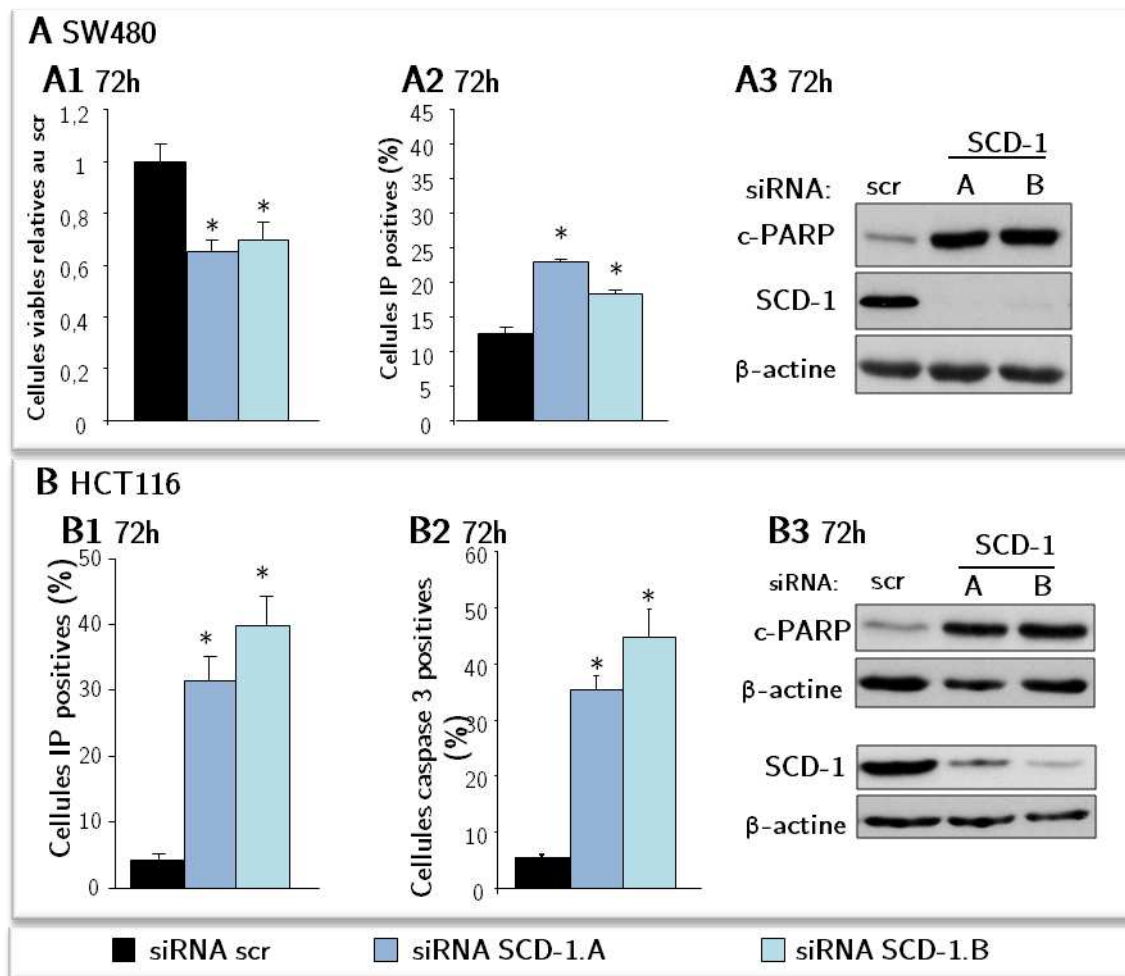 A SW480
A1 72h
Cellules viables relatives au scr
1,2
1
0,8
0,6
0,4
0,2
0
*
*
A2 72h
Cellules IP positives (%)
45
40
35
30
25
20
15
10
5
0
*
*
A3 72h
SCD-1
siRNA: scr A B
c-PARP
SCD-1
β-actine
B HCT116
B1 72h
Cellules IP positives (%)
50
40
30
20
10
0
*
*
B2 72h
Cellules caspase 3 positives
(%)
60
50
40
30
20
10
0
*
*
B3 72h
SCD-1
siRNA: scr A B
c-PARP
β-actine
SCD-1
β-actine
siRNA scr siRNA SCD-1.A siRNA SCD-1.B